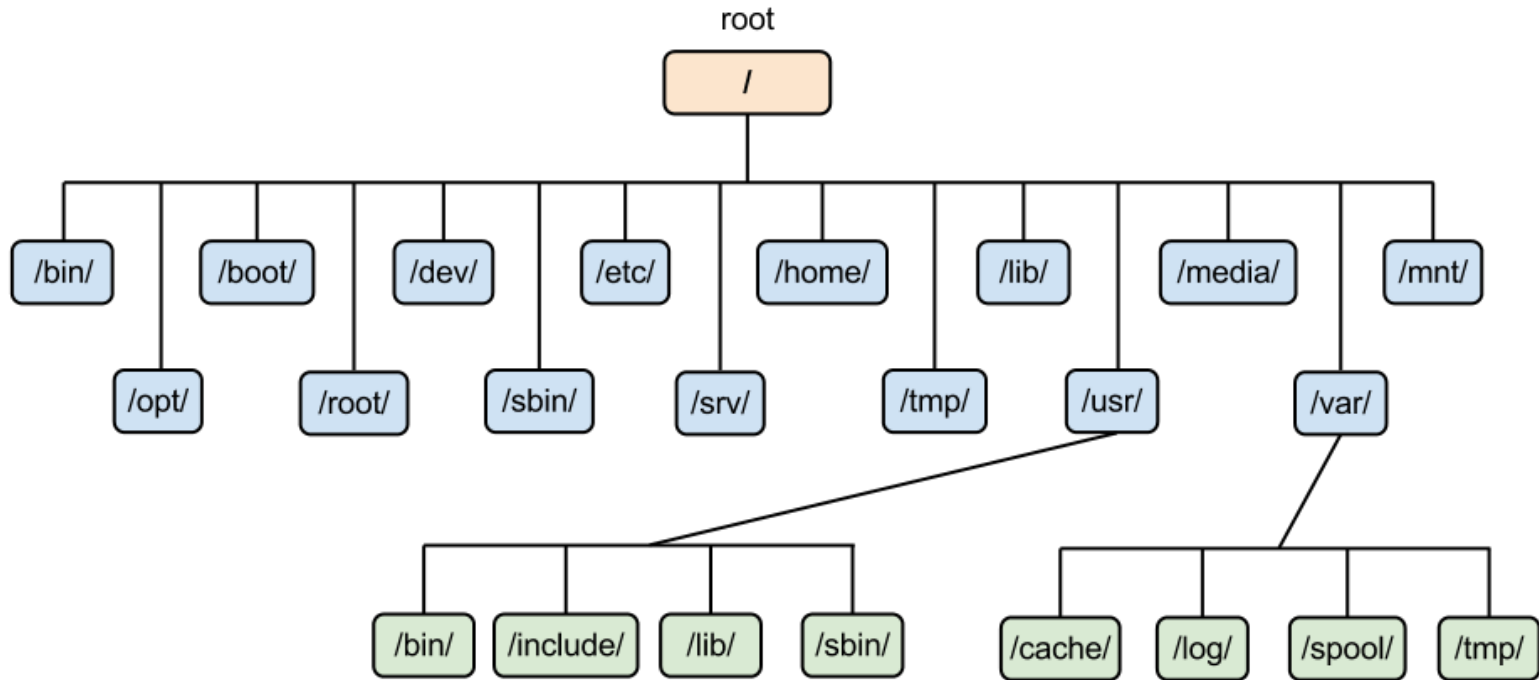 root
/
/bin/
/boot/
/dev/
/etc/
/home/
/lib/
/media/
/mnt/
/opt/
/root/
/sbin/
/srv/
/tmp/
/usr/
/var/
/bin/
/include/
/lib/
/sbin/
/cache/
/log/
/spool/
/tmp/